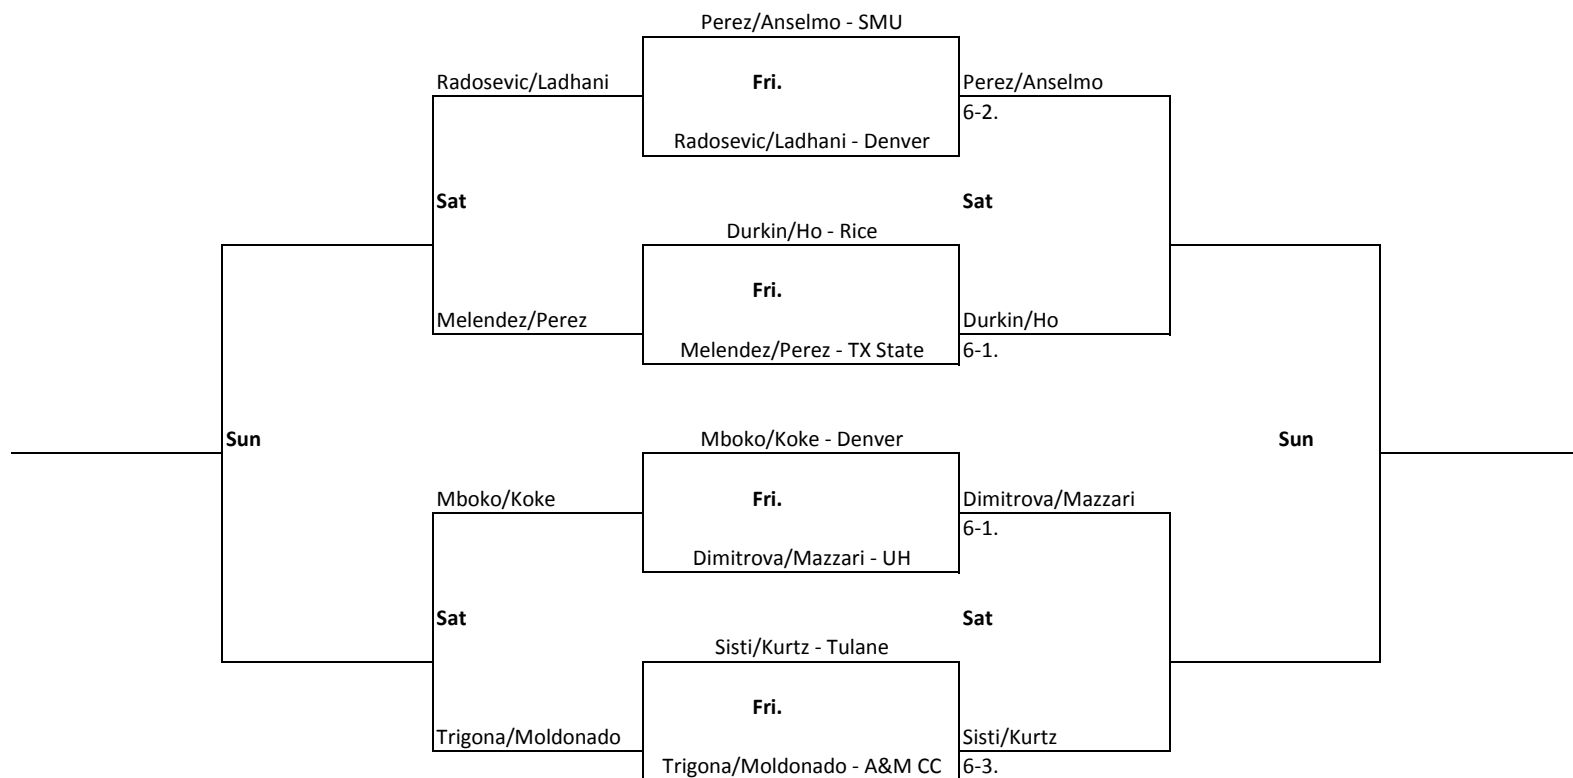 Perez/Anselmo - SMU
Radosevic/Ladhani Fri. Perez/Anselmo
6-2.
Radosevic/Ladhani - Denver
Sat Sat
Durkin/Ho - Rice
Fri.
Melendez/Perez Durkin/Ho
Melendez/Perez - TX State 6-1.
Sun Mboko/Koke - Denver Sun
Mboko/Koke Fri. Dimitrova/Mazzari
6-1.
Dimitrova/Mazzari - UH
Sat Sat
Sisti/Kurtz - Tulane
Fri.
Trigona/Moldonado Sisti/Kurtz
Trigona/Moldonado - A&M CC 6-3.